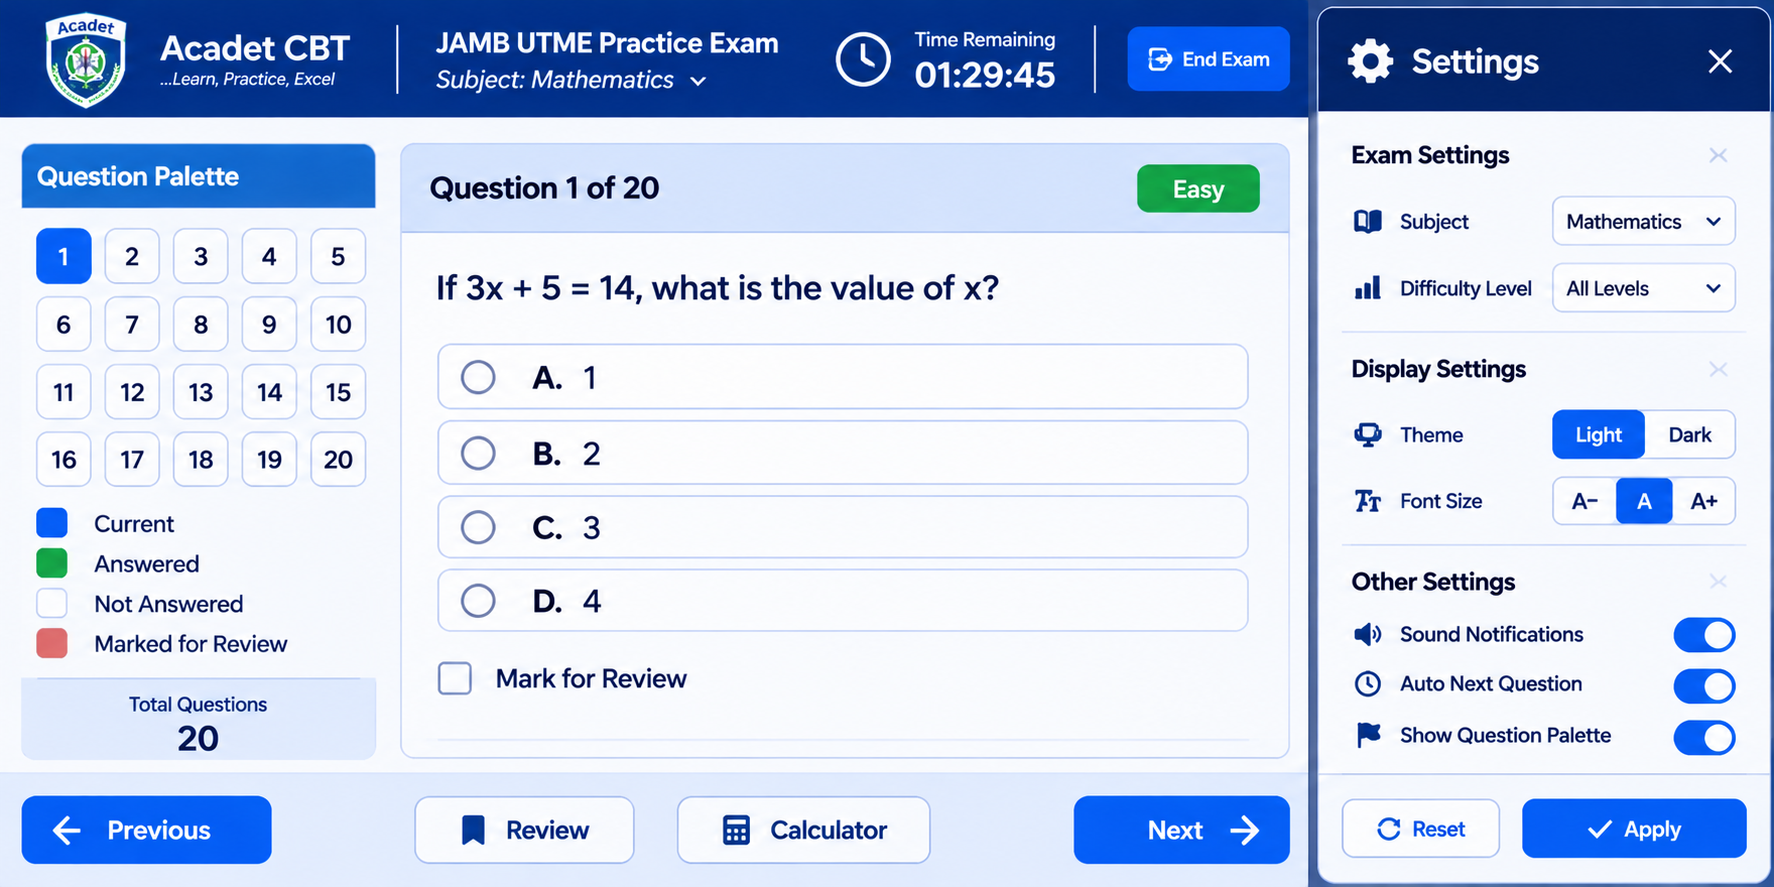 Acadet
Acadet CBT
...Learn, Practice, Excel
JAMB UTME Practice Exam
Subject: Mathematics
Time Remaining
01:29:45
End Exam
Question Palette
1 2 3 4 5
6 7 8 9 10
11 12 13 14 15
16 17 18 19 20
Current
Answered
Not Answered
Marked for Review
Total Questions
20
Question 1 of 20
Easy
If 3x + 5 = 14, what is the value of x?
A. 1
B. 2
C. 3
D. 4
Mark for Review
Previous
Review
Calculator
Next
Settings
Exam Settings
Subject Mathematics
Difficulty Level All Levels
Display Settings
Theme Light Dark
Font Size A- A A+
Other Settings
Sound Notifications
Auto Next Question
Show Question Palette
Reset
Apply